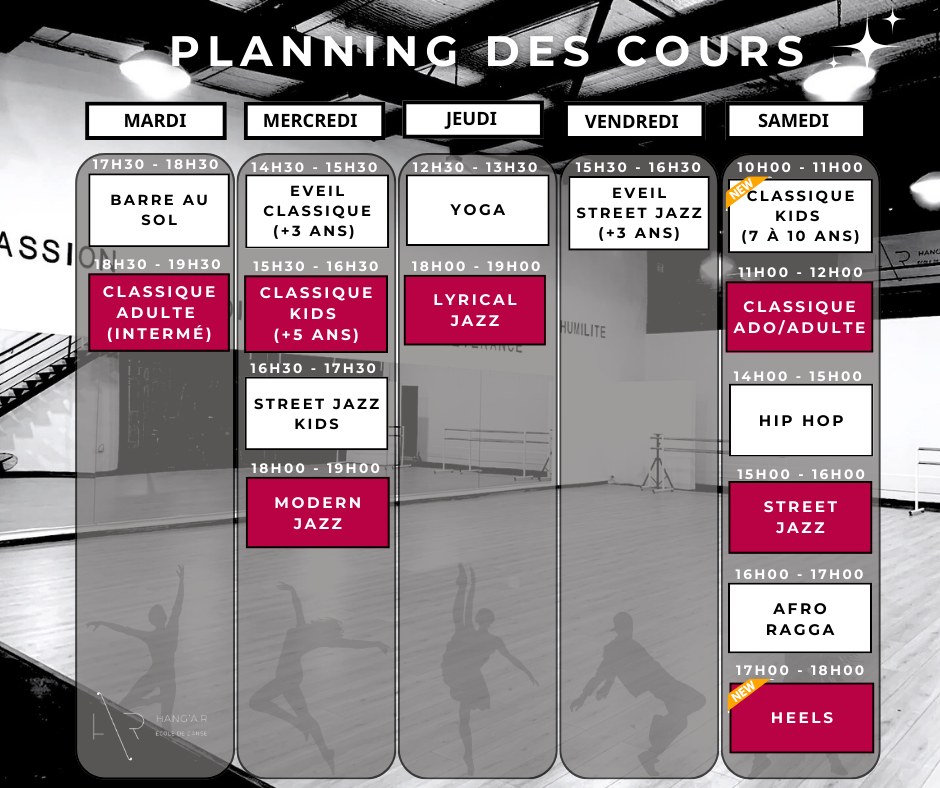 PLANNING DES COURS
MARDI
17H30 - 18H30
BARRE AU
SOL
18H30 - 19H30
CLASSIQUE
ADULTE
(INTERMÉ)
MERCREDI
14H30 - 15H30
EVEIL
CLASSIQUE
(+3 ANS)
15H30 - 16H30
CLASSIQUE
KIDS
(+5 ANS)
16H30 - 17H30
STREET JAZZ
KIDS
18H00 - 19H00
MODERN
JAZZ
JEUDI
12H30 - 13H30
YOGA
18H00 - 19H00
LYRICAL
JAZZ
VENDREDI
15H30 - 16H30
EVEIL
STREET JAZZ
(+3 ANS)
SAMEDI
10H00 - 11H00
NEW
CLASSIQUE
KIDS
(7 À 10 ANS)
11H00 - 12H00
CLASSIQUE
ADO/ADULTE
14H00 - 15H00
HIP HOP
15H00 - 16H00
STREET
JAZZ
16H00 - 17H00
AFRO
RAGGA
17H00 - 18H00
NEW
HEELS
ASSION
HUMILITE
HANG'A.R
ECOLE DE DANSE